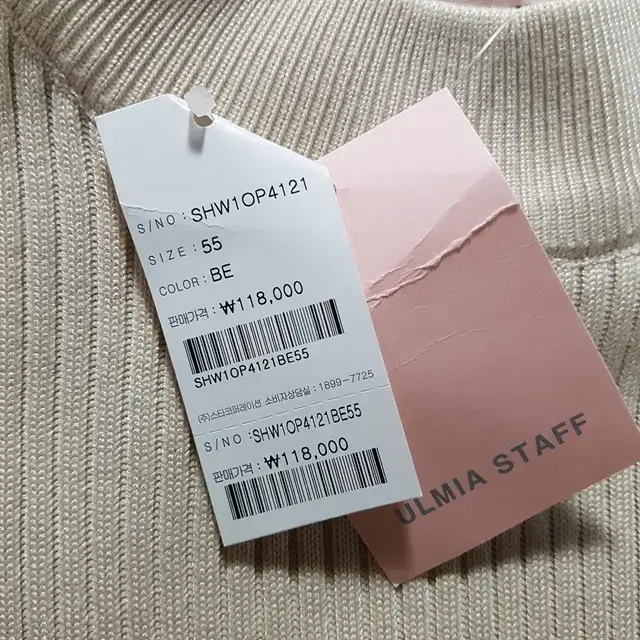 S/NO : SHW1OP4121
SIZE : 55
COLOR : BE
판매가격 : ₩118,000
SHW1OP4121BE55
(주)스타코퍼레이션 소비자상담실 : 1899-7725
S/NO : SHW1OP4121BE55
판매가격 : ₩118,000
ULMIA STAFF